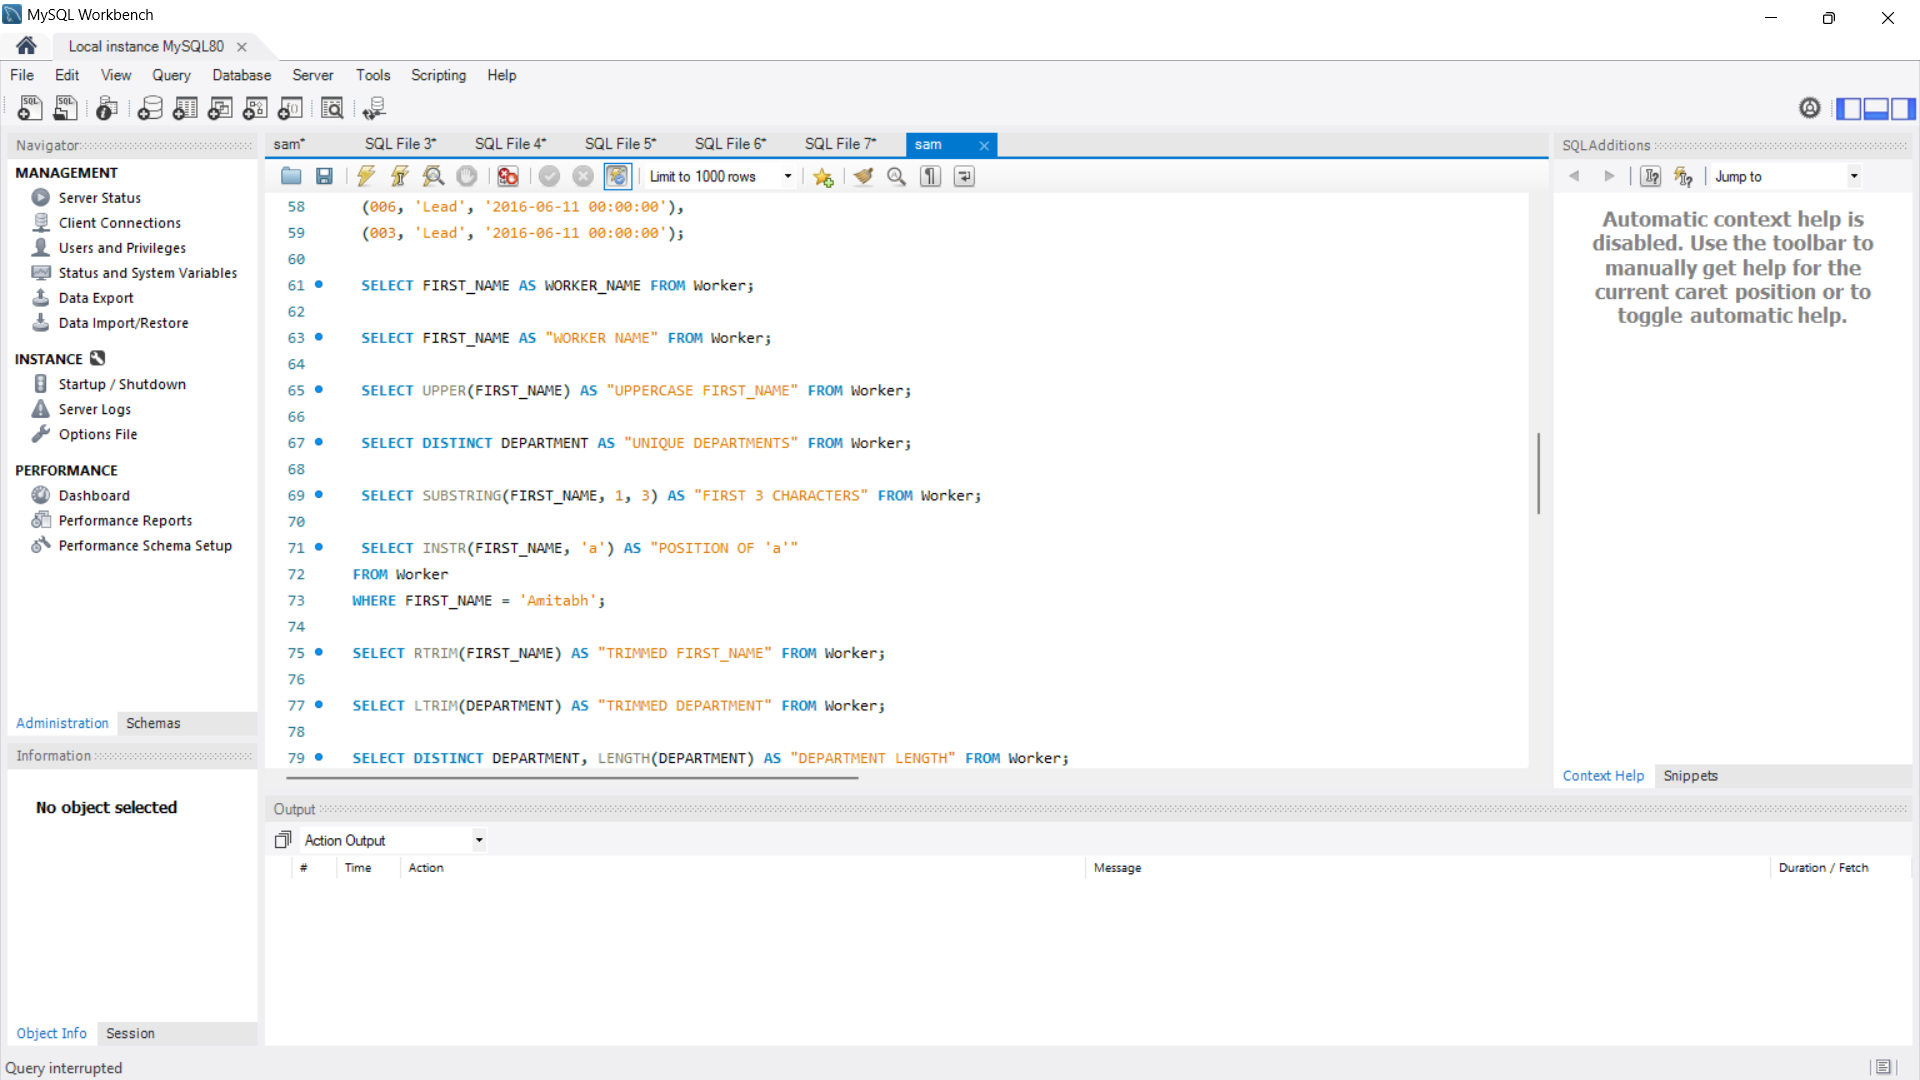 MySQL Workbench
Local instance MySQL80
File Edit View Query Database Server Tools Scripting Help
Navigator
MANAGEMENT
Server Status
Client Connections
Users and Privileges
Status and System Variables
Data Export
Data Import/Restore
INSTANCE
Startup / Shutdown
Server Logs
Options File
PERFORMANCE
Dashboard
Performance Reports
Performance Schema Setup
Administration Schemas
Information
No object selected
Object Info Session
Query interrupted
sam* SQL File 3* SQL File 4* SQL File 5* SQL File 6* SQL File 7* sam
Limit to 1000 rows
58 (006, 'Lead', '2016-06-11 00:00:00'),
59 (003, 'Lead', '2016-06-11 00:00:00');
60
61 SELECT FIRST_NAME AS WORKER_NAME FROM Worker;
62
63 SELECT FIRST_NAME AS "WORKER NAME" FROM Worker;
64
65 SELECT UPPER(FIRST_NAME) AS "UPPERCASE FIRST_NAME" FROM Worker;
66
67 SELECT DISTINCT DEPARTMENT AS "UNIQUE DEPARTMENTS" FROM Worker;
68
69 SELECT SUBSTRING(FIRST_NAME, 1, 3) AS "FIRST 3 CHARACTERS" FROM Worker;
70
71 SELECT INSTR(FIRST_NAME, 'a') AS "POSITION OF 'a'"
72 FROM Worker
73 WHERE FIRST_NAME = 'Amitabh';
74
75 SELECT RTRIM(FIRST_NAME) AS "TRIMMED FIRST_NAME" FROM Worker;
76
77 SELECT LTRIM(DEPARTMENT) AS "TRIMMED DEPARTMENT" FROM Worker;
78
79 SELECT DISTINCT DEPARTMENT, LENGTH(DEPARTMENT) AS "DEPARTMENT LENGTH" FROM Worker;
Output
Action Output
# Time Action Message Duration / Fetch
SQLAdditions
Jump to
Automatic context help is
disabled. Use the toolbar to
manually get help for the
current caret position or to
toggle automatic help.
Context Help Snippets